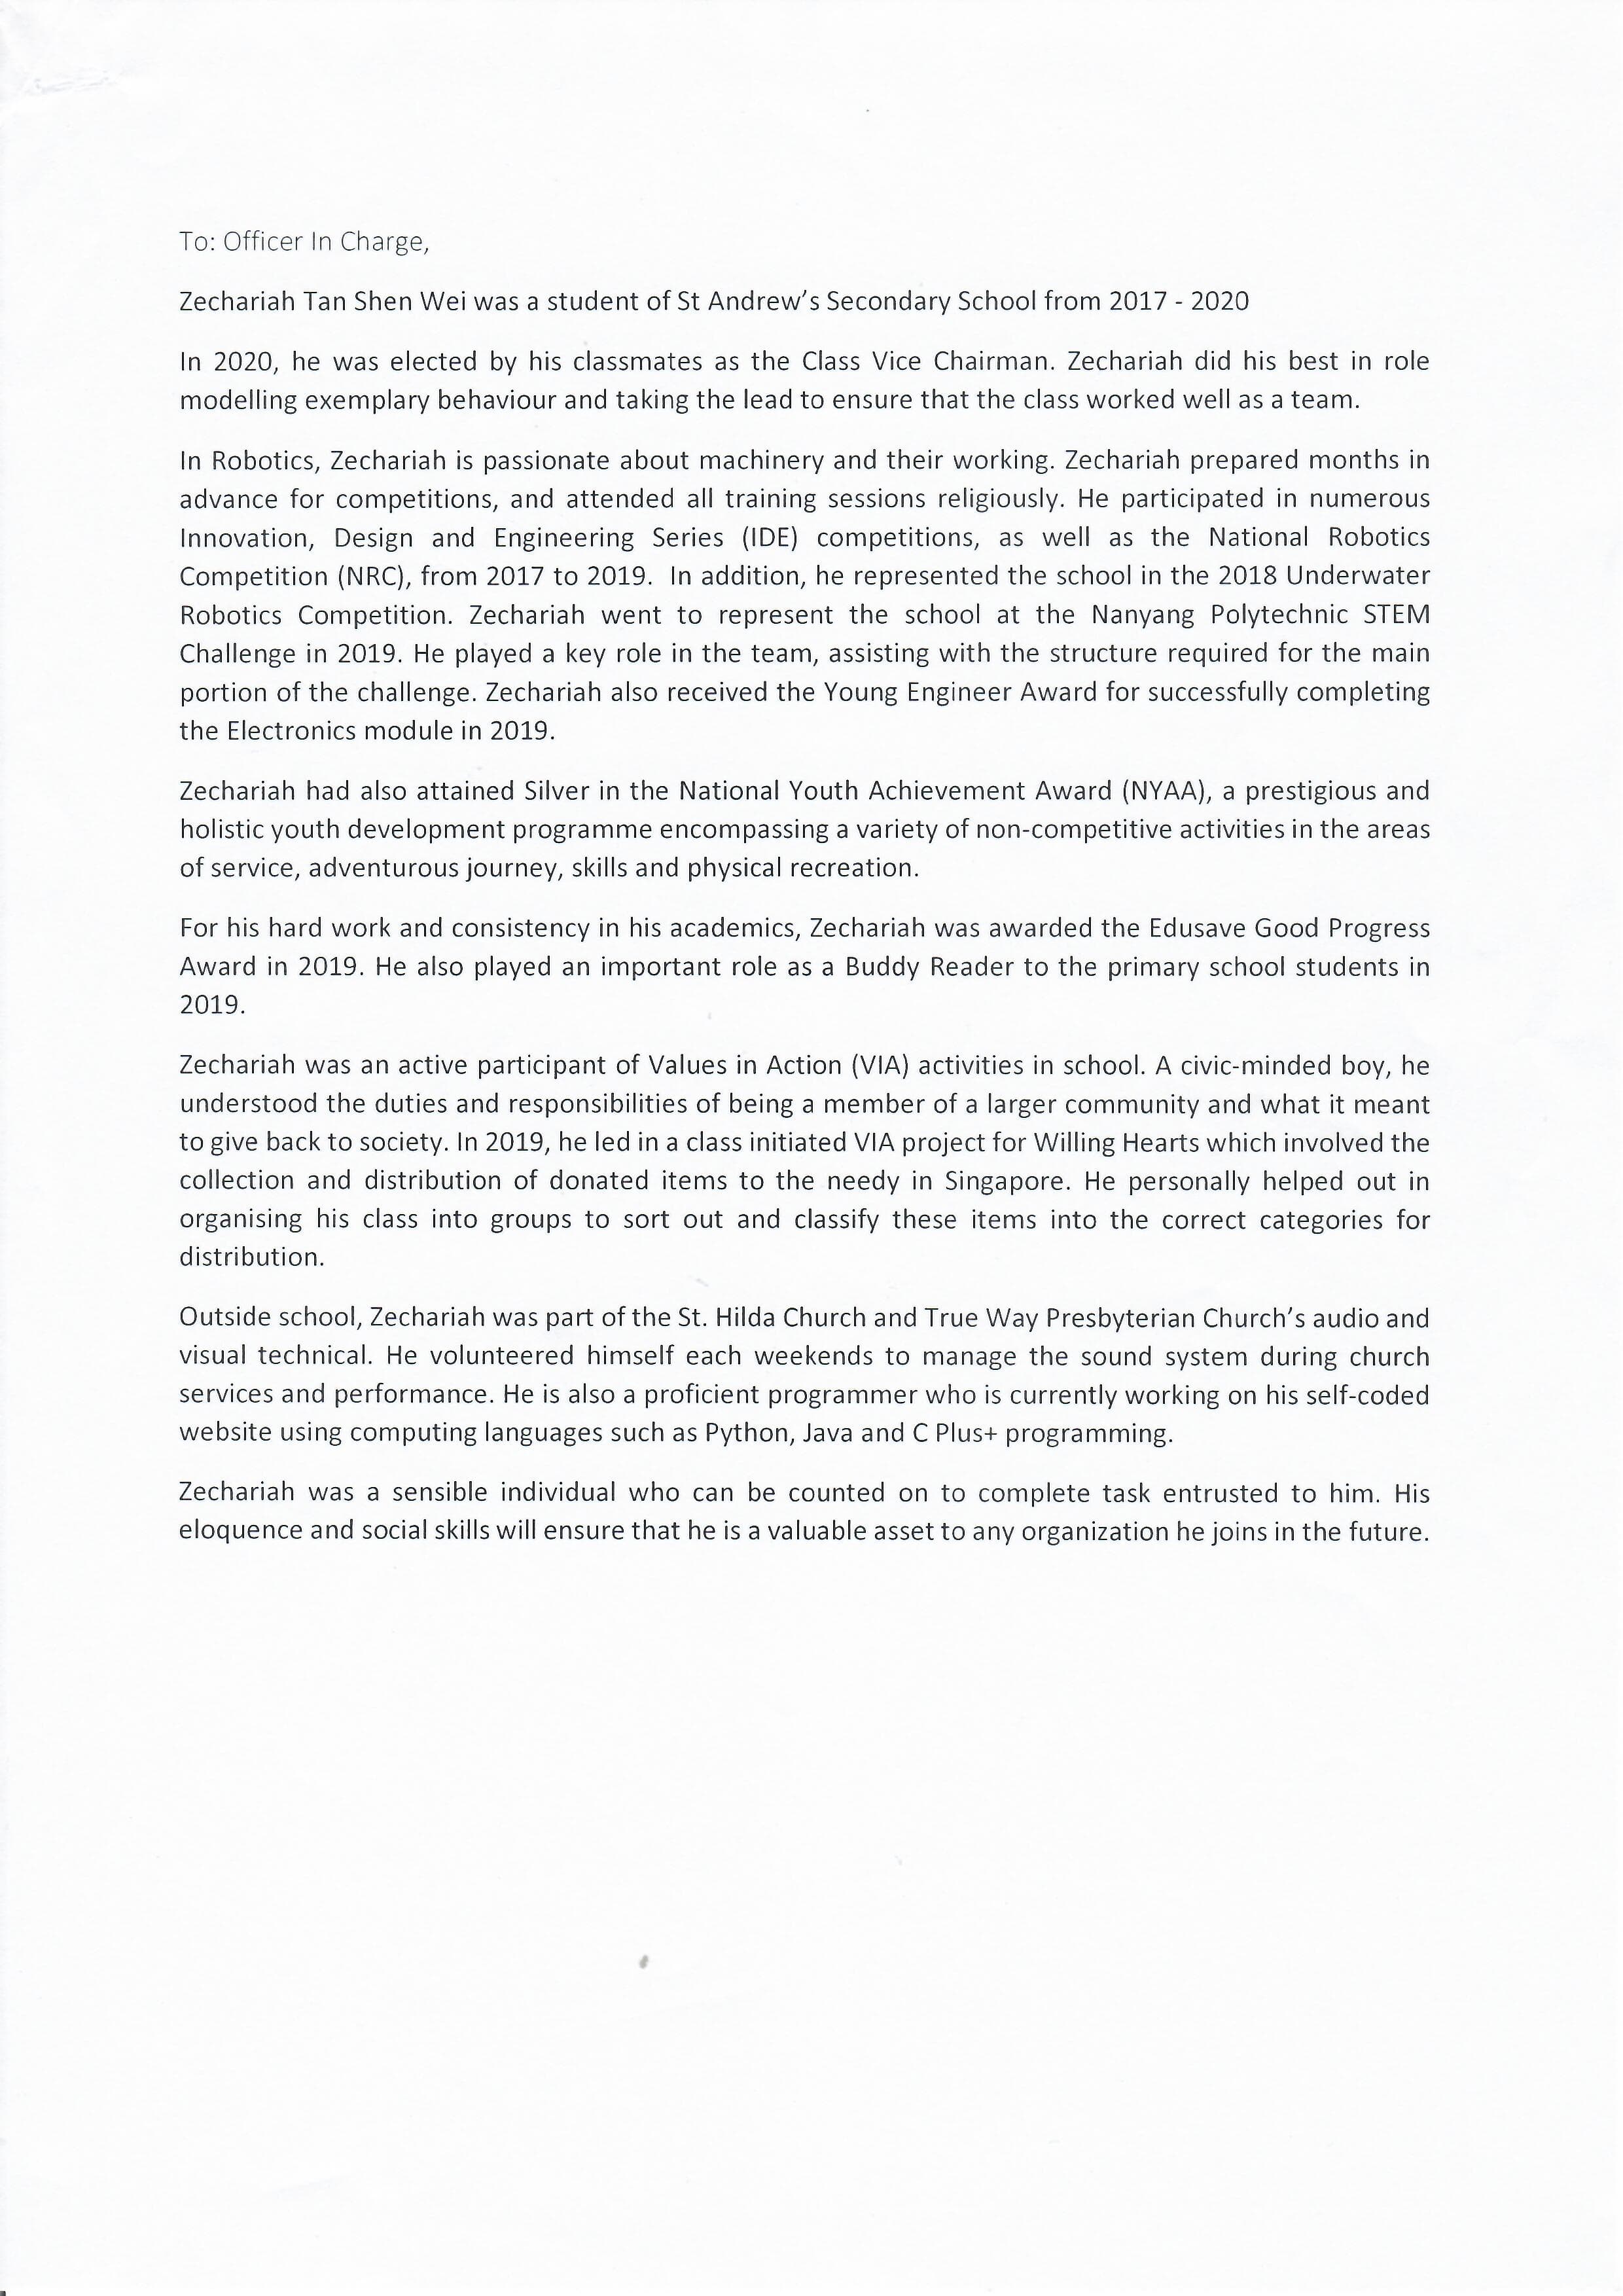 To: Officer In Charge,
Zechariah Tan Shen Wei was a student of St Andrew's Secondary School from 2017 - 2020
In 2020, he was elected by his classmates as the Class Vice Chairman. Zechariah did his best in role
modelling exemplary behaviour and taking the lead to ensure that the class worked well as a team.
In Robotics, Zechariah is passionate about machinery and their working. Zechariah prepared months in
advance for competitions, and attended all training sessions religiously. He participated in numerous
Innovation, Design and Engineering Series (IDE) competitions, as well as the National Robotics
Competition (NRC), from 2017 to 2019.  In addition, he represented the school in the 2018 Underwater
Robotics Competition. Zechariah went to represent the school at the Nanyang Polytechnic STEM
Challenge in 2019. He played a key role in the team, assisting with the structure required for the main
portion of the challenge. Zechariah also received the Young Engineer Award for successfully completing
the Electronics module in 2019.
Zechariah had also attained Silver in the National Youth Achievement Award (NYAA), a prestigious and
holistic youth development programme encompassing a variety of non-competitive activities in the areas
of service, adventurous journey, skills and physical recreation.
For his hard work and consistency in his academics, Zechariah was awarded the Edusave Good Progress
Award in 2019. He also played an important role as a Buddy Reader to the primary school students in
2019.
Zechariah was an active participant of Values in Action (VIA) activities in school. A civic-minded boy, he
understood the duties and responsibilities of being a member of a larger community and what it meant
to give back to society. In 2019, he led in a class initiated VIA project for Willing Hearts which involved the
collection and distribution of donated items to the needy in Singapore. He personally helped out in
organising his class into groups to sort out and classify these items into the correct categories for
distribution.
Outside school, Zechariah was part of the St. Hilda Church and True Way Presbyterian Church's audio and
visual technical. He volunteered himself each weekends to manage the sound system during church
services and performance. He is also a proficient programmer who is currently working on his self-coded
website using computing languages such as Python, Java and C Plus+ programming.
Zechariah was a sensible individual who can be counted on to complete task entrusted to him. His
eloquence and social skills will ensure that he is a valuable asset to any organization he joins in the future.